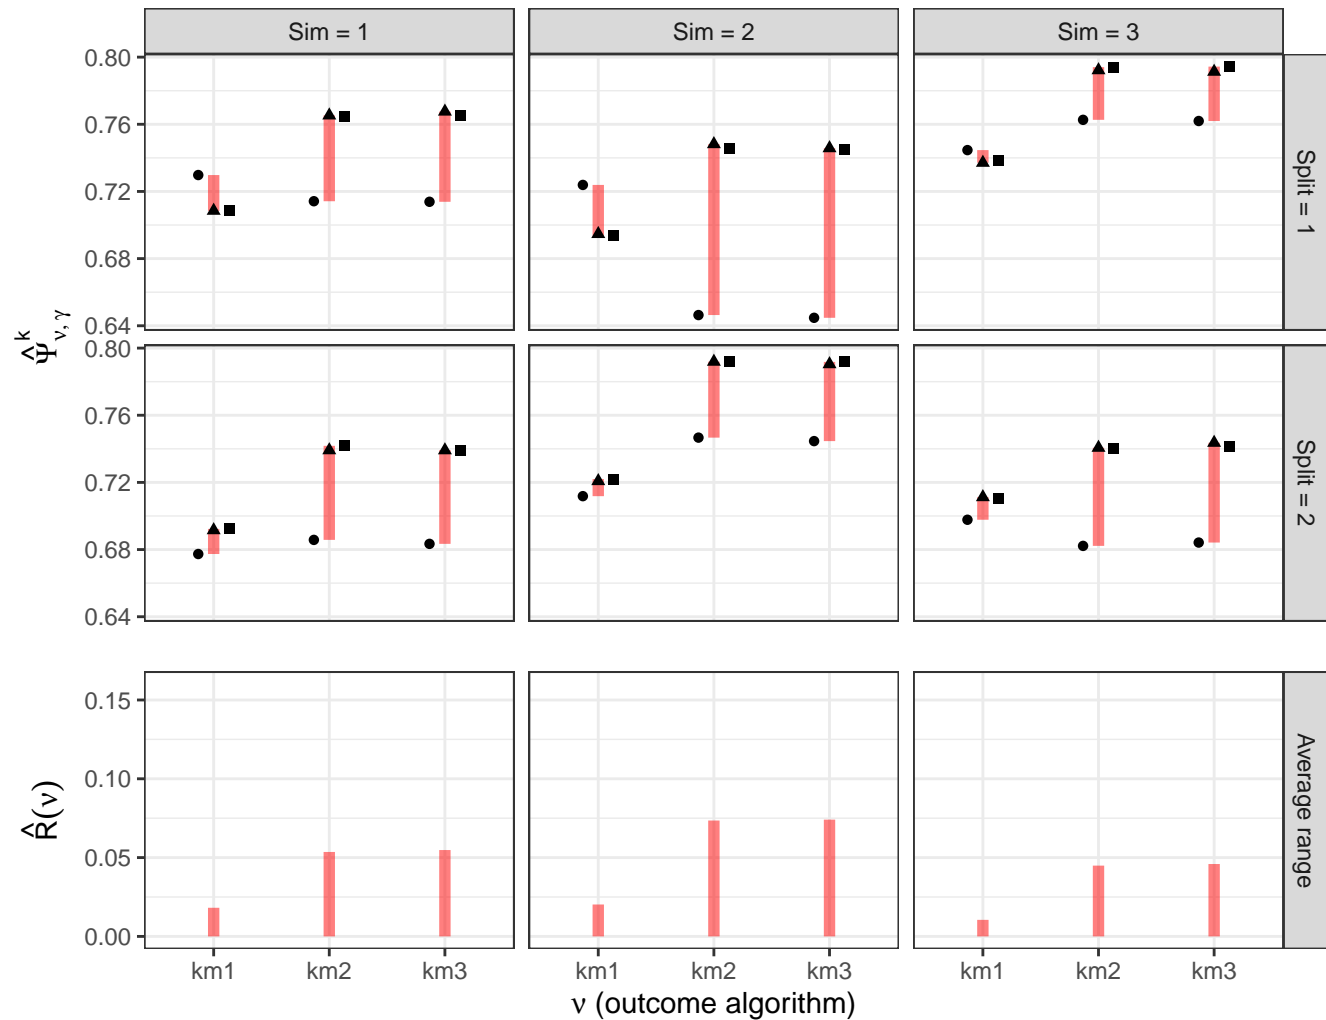 Sim = 1
Sim = 2
Sim = 3
0.80
0.76
0.72
0.68
0.64
Split = 1
Ψ̂ᵏ ν, γ
0.80
0.76
0.72
0.68
0.64
Split = 2
0.15
0.10
0.05
0.00
R̂(ν)
Average range
km1 km2 km3
km1 km2 km3
km1 km2 km3
ν (outcome algorithm)